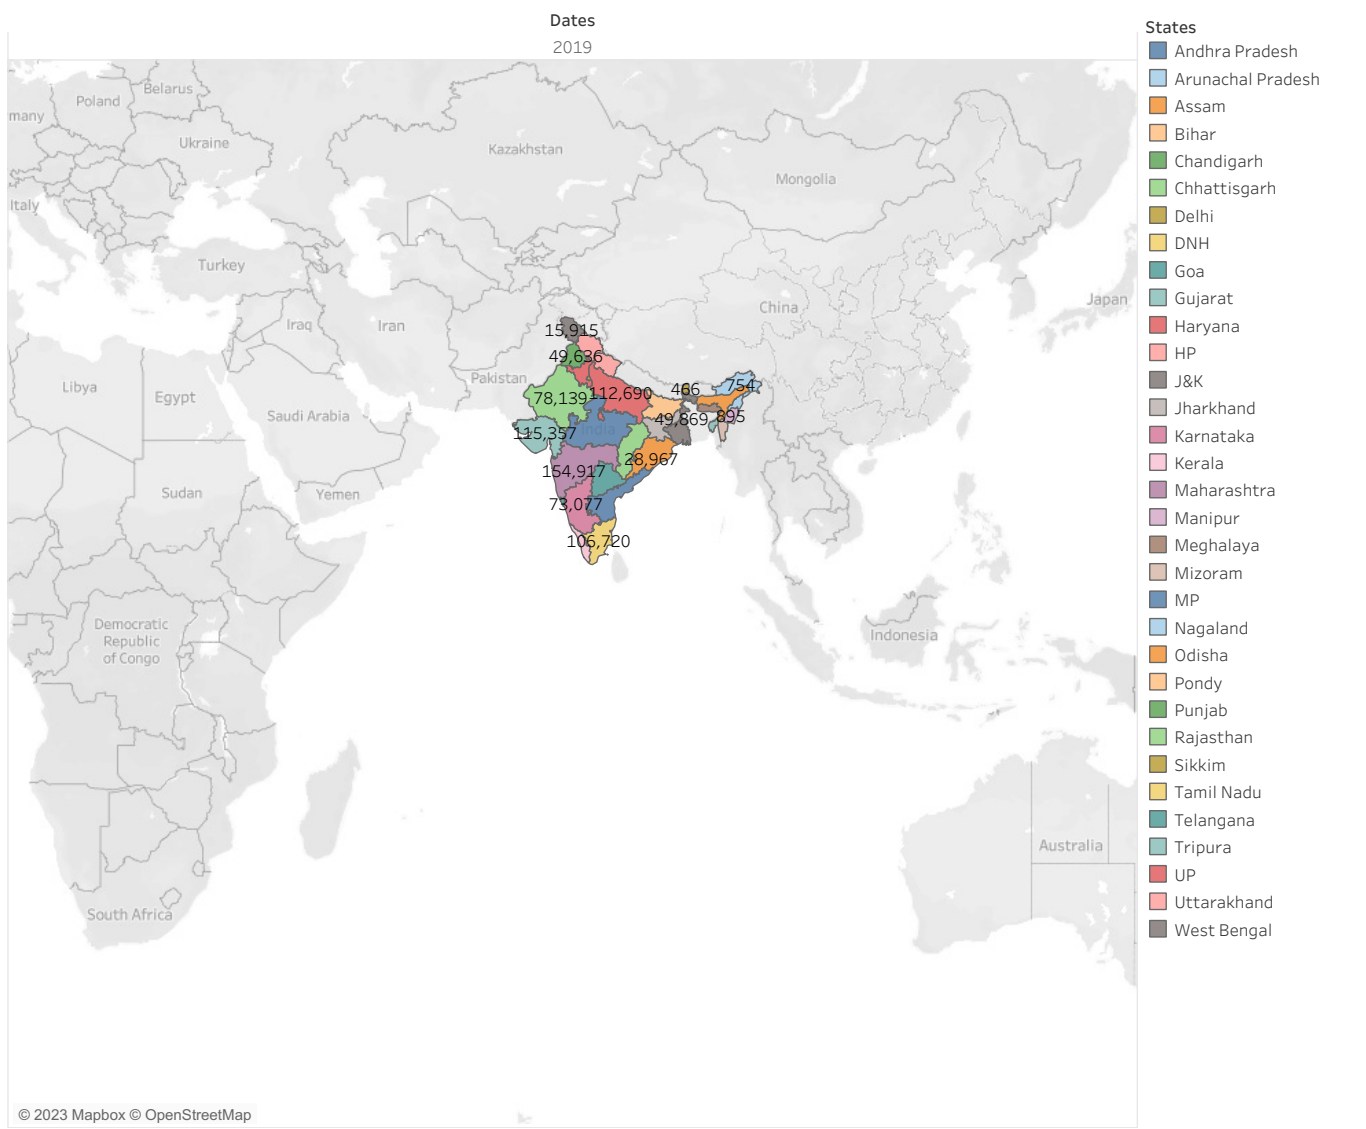 Dates
2019
States
Andhra Pradesh
Arunachal Pradesh
Assam
Bihar
Chandigarh
Chhattisgarh
Delhi
DNH
Goa
Gujarat
Haryana
HP
J&K
Jharkhand
Karnataka
Kerala
Maharashtra
Manipur
Meghalaya
Mizoram
MP
Nagaland
Odisha
Pondy
Punjab
Rajasthan
Sikkim
Tamil Nadu
Telangana
Tripura
UP
Uttarakhand
West Bengal
Belarus
Poland
many
Ukraine
Kazakhstan
Mongolia
Italy
Turkey
China
Japan
Iraq
Iran
15,915
49,636
Pakistan
Libya
Egypt
78,139
112,690
466
754
Saudi Arabia
49,869
895
115,357
India
28,967
154,917
Sudan
Yemen
73,077
106,720
Democratic
Republic
of Congo
Indonesia
Australia
South Africa
© 2023 Mapbox © OpenStreetMap